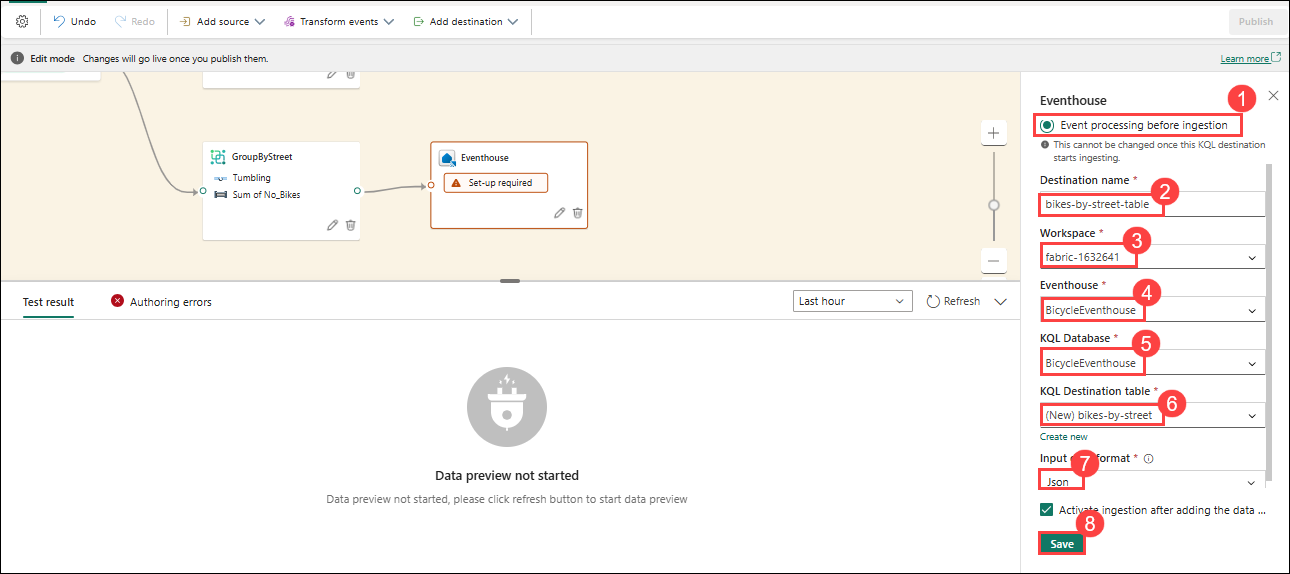 Undo
Redo
Add source
Transform events
Add destination
Publish
Edit mode Changes will go live once you publish them.
Learn more
GroupByStreet
Tumbling
Sum of No_Bikes
Eventhouse
Set-up required
Test result
Authoring errors
Last hour
Refresh
Data preview not started
Data preview not started, please click refresh button to start data preview
Eventhouse
1
Event processing before ingestion
This cannot be changed once this KQL destination
starts ingesting.
Destination name *
2
bikes-by-street-table
Workspace *
3
fabric-1632641
Eventhouse *
4
BicycleEventhouse
KQL Database *
5
BicycleEventhouse
KQL Destination table *
6
(New) bikes-by-street
Create new
Input format *
7
Json
Activate ingestion after adding the data ...
8
Save